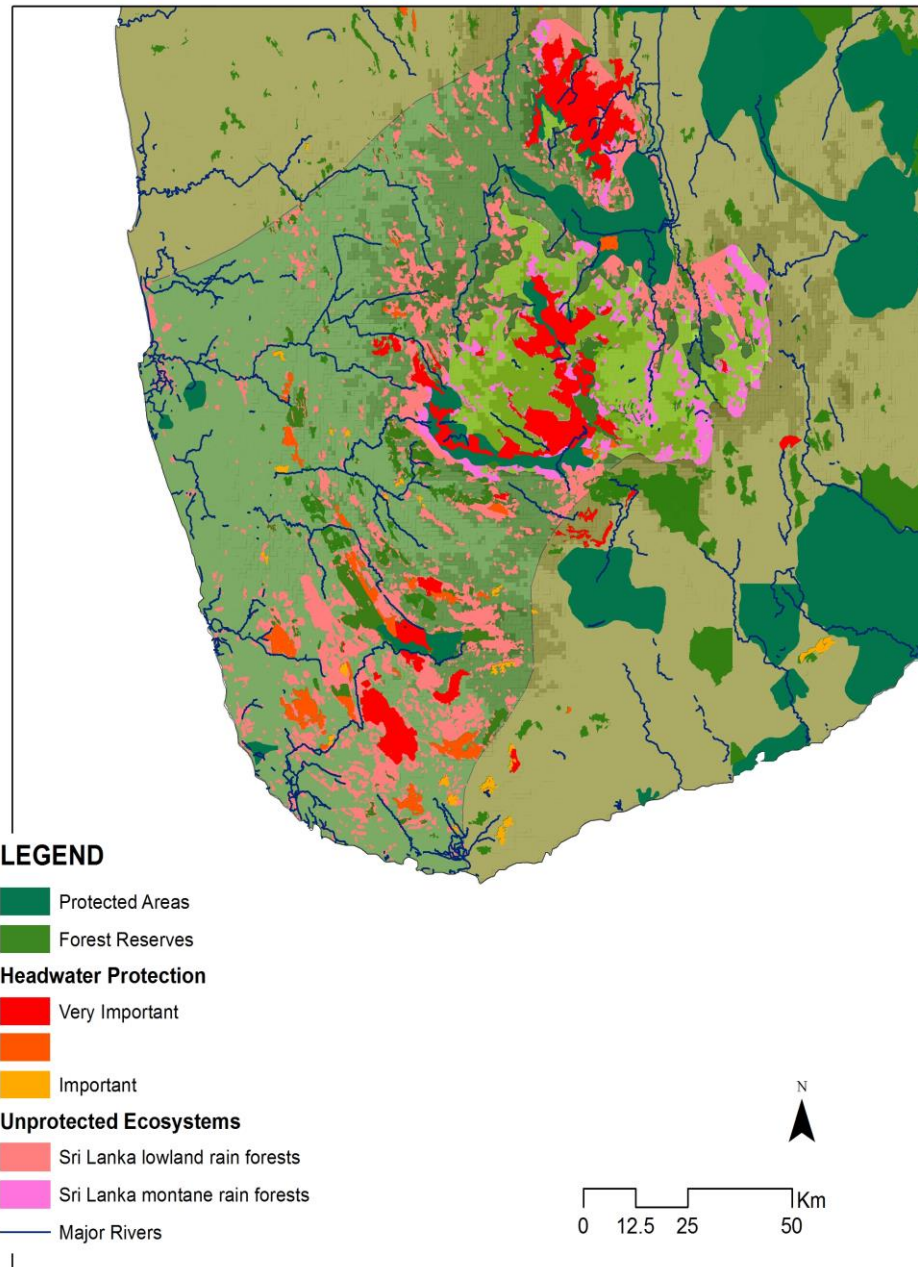 LEGEND
Protected Areas
Forest Reserves
Headwater Protection
Very Important
Important
Unprotected Ecosystems
Sri Lanka lowland rain forests
Sri Lanka montane rain forests
Major Rivers
N
Km
0 12.5 25 50